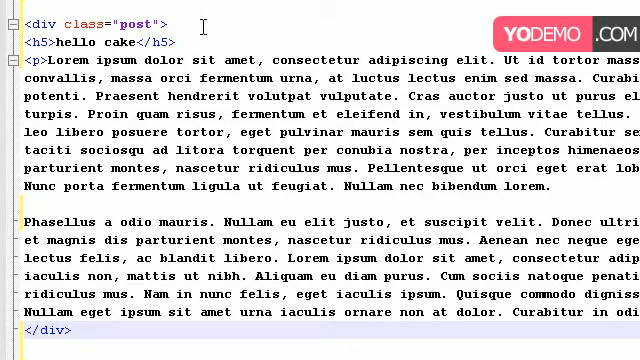 <div class="post">
YODEMO.COM
<h5>hello cake</h5>
<p>Lorem ipsum dolor sit amet, consectetur adipiscing elit. Ut id tortor mass
convallis, massa orci fermentum urna, at luctus lectus est sed massa. Curabi
potenti. Praesent hendrerit volutpat vulputate. Cras auctor justo ut purus el
turpis. Proin quam risus, fermentum et eleifend in, vestibulum vitae tellus.
leo libero posuere tortor, eget pulvinar mauris sem quis tellus. Curabitur se
taciti sociosqu ad litora torquent per conubia nostra, per inceptos himenaeos
parturient montes, nascetur ridiculus mus. Pellentesque ut orci eget erat lob
Nunc porta fermentum ligula ut feugiat. Nullam nec bibendum lorem.
Phasellus a odio mauris. Nullam eu elit justo, et suscipit velit. Donec ultri
et magnis dis parturient montes, nascetur ridiculus mus. Aenean nec neque ege
lectus felis, ac blandit libero. Lorem ipsum dolor sit amet, consectetur adip
iaculis non, mattis ut nibh. Aliquam eu diam purus. Cum sociis natoque penati
ridiculus mus. Nam in nunc felis, eget iaculis ipsum. Quisque commodo digniss
Nullam eget ipsum sit amet urna iaculis ornare non at dolor. Curabitur in odi
</div>